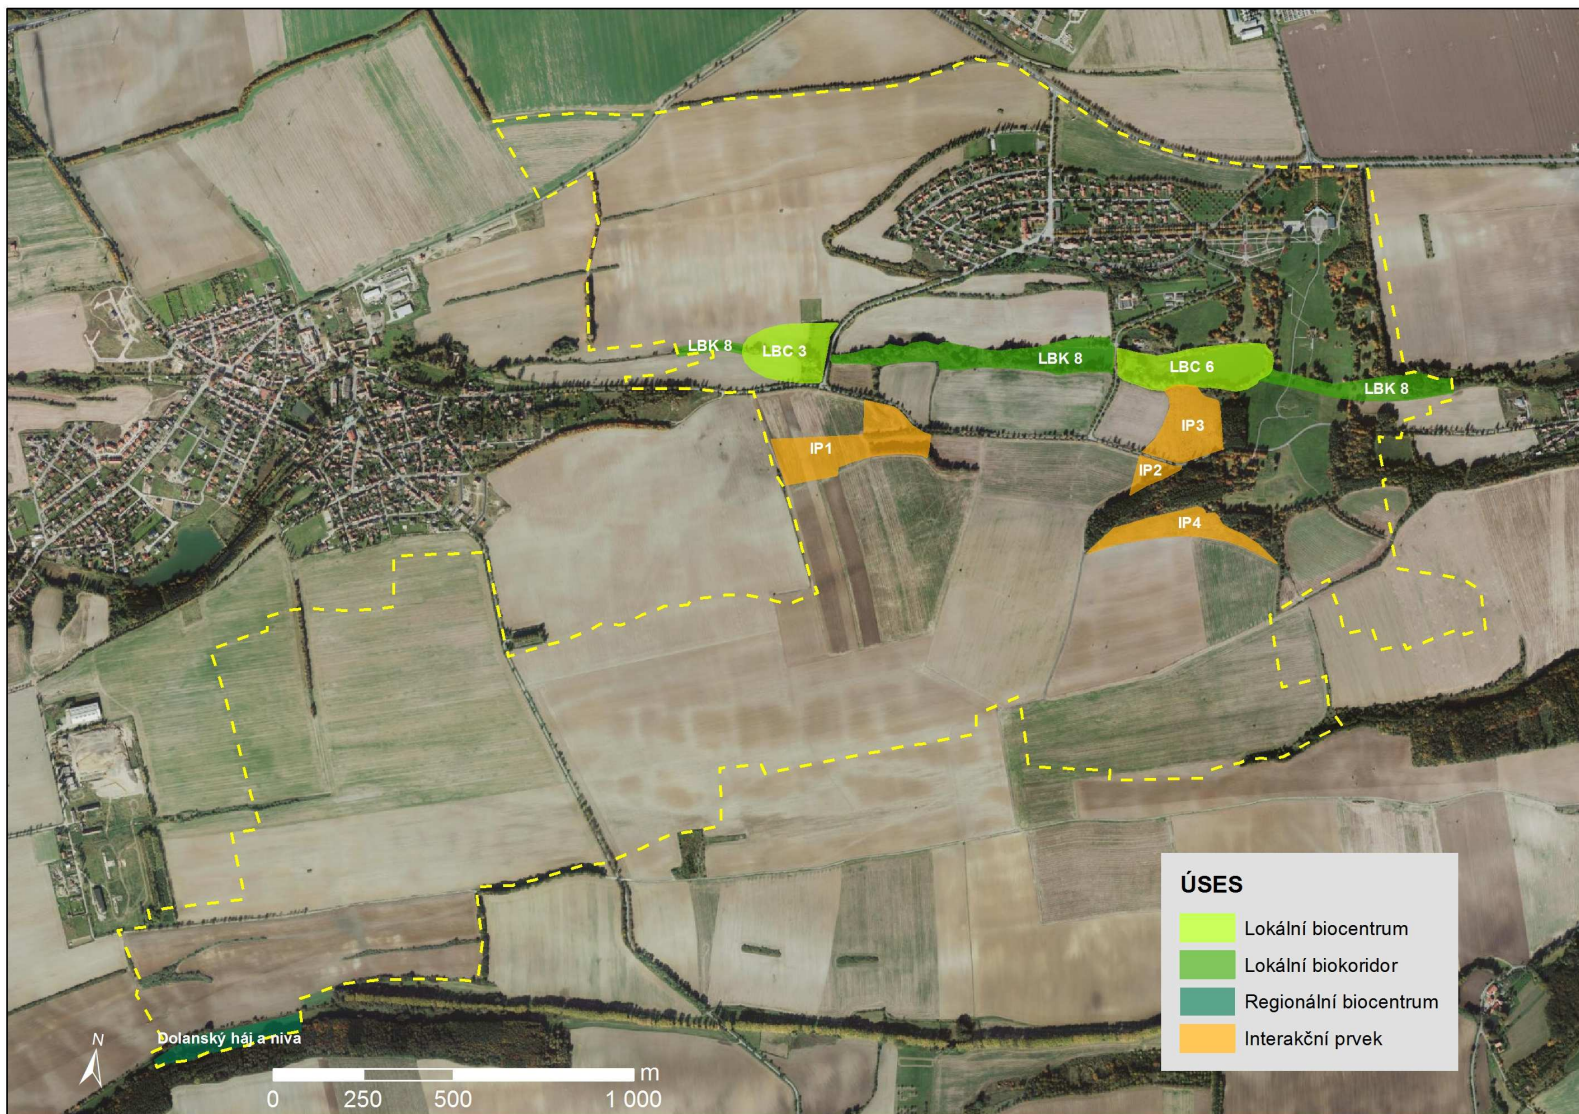 LBK 8
LBC 3
LBK 8
LBC 6
LBK 8
IP1
IP3
IP2
IP4
ÚSES
Lokální biocentrum
Lokální biokoridor
Regionální biocentrum
Interakční prvek
Dolanský háj a niva
N
m
0 250 500 1 000